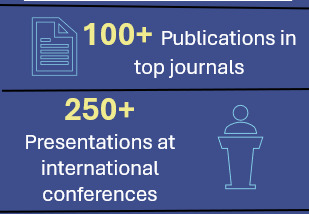 100+ Publications in
top journals
250+
Presentations at
international
conferences